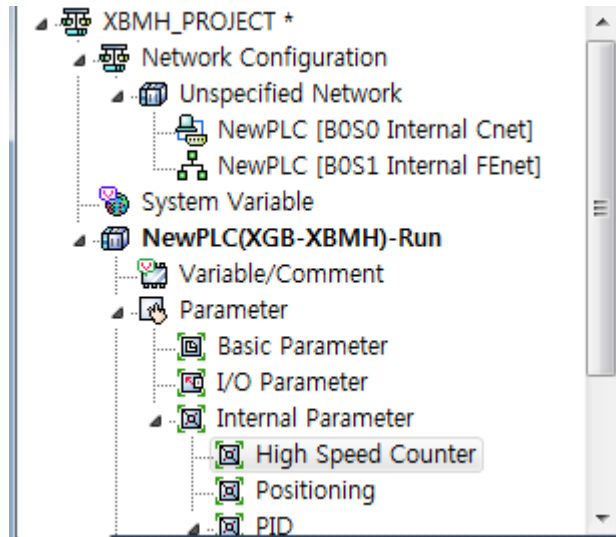 XBMH_PROJECT *
Network Configuration
Unspecified Network
NewPLC [B0S0 Internal Cnet]
NewPLC [B0S1 Internal FEnet]
System Variable
NewPLC(XGB-XBMH)-Run
Variable/Comment
Parameter
Basic Parameter
I/O Parameter
Internal Parameter
High Speed Counter
Positioning
PID